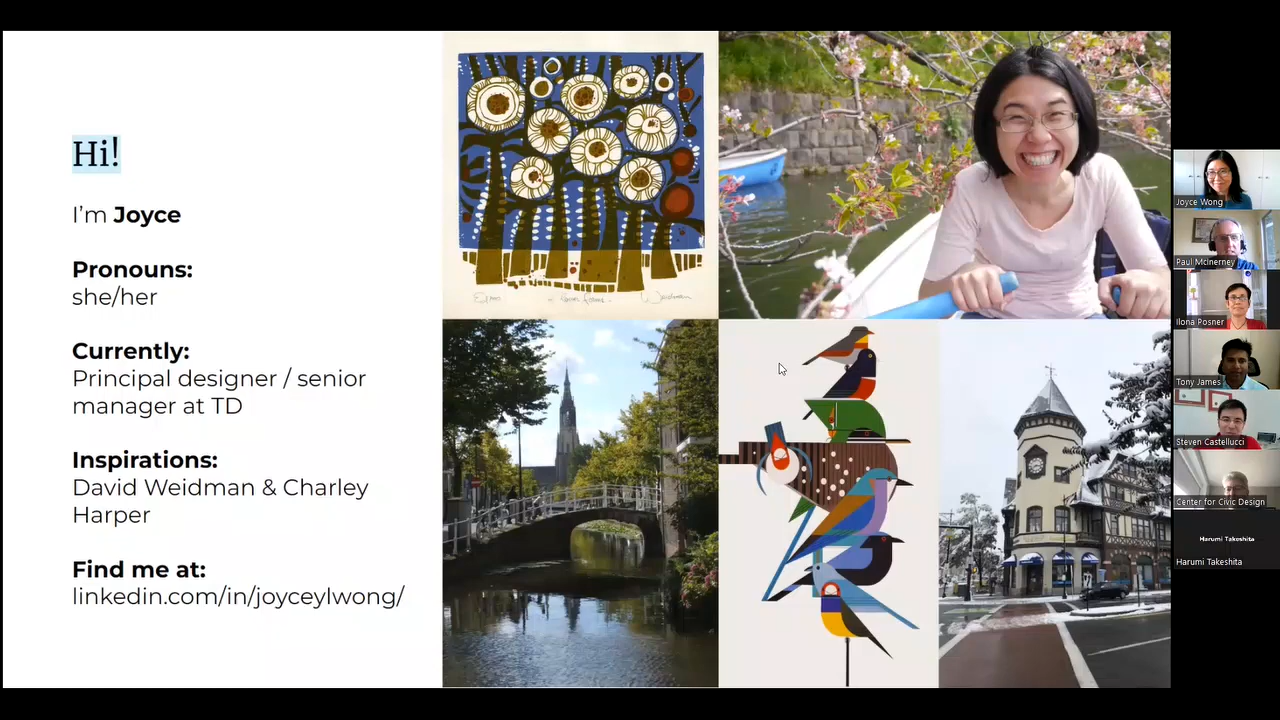 Hi!
I'm Joyce
Pronouns:
she/her
Currently:
Principal designer / senior
manager at TD
Inspirations:
David Weidman & Charley
Harper
Find me at:
linkedin.com/in/joyceylwong/
Weidman
Joyce Wong
Paul McInerney
Ilona Posner
Tony James
Steven Castellucci
Center for Civic Design
Harumi Takeshita
Harumi Takeshita